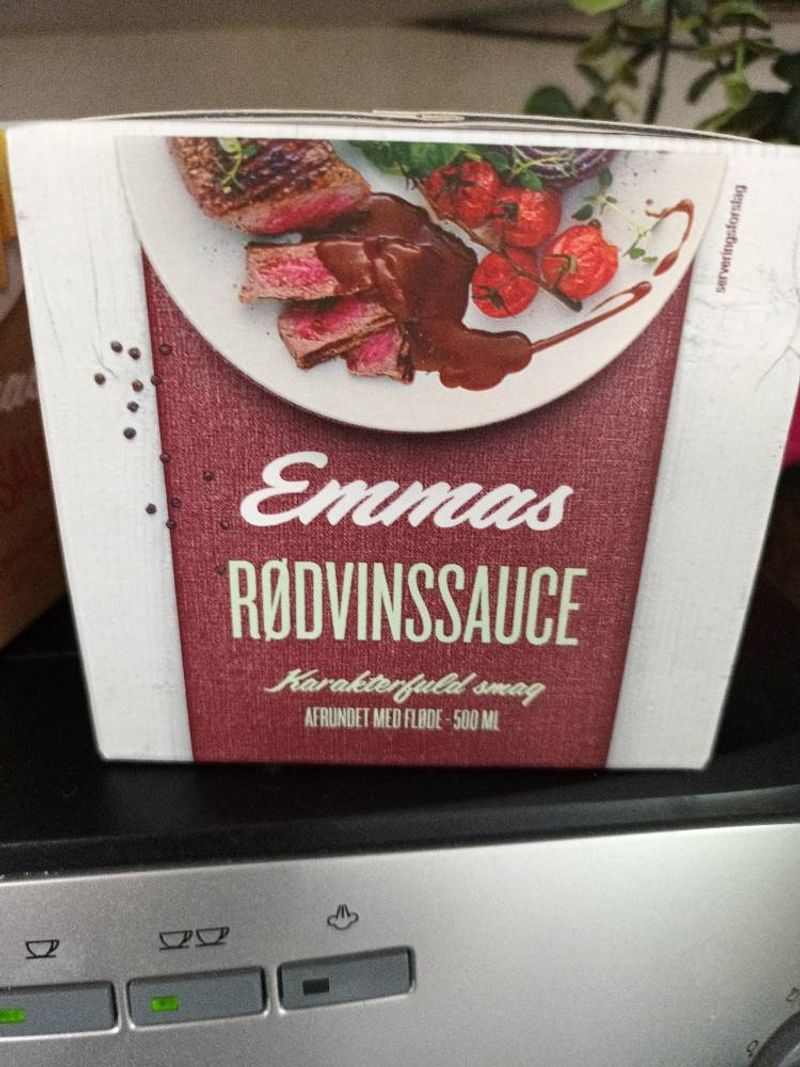 serveringsforslag
Emmas
RØDVINSSAUCE
Karakterfuld smag
AFRUNDET MED FLØDE - 500 ML